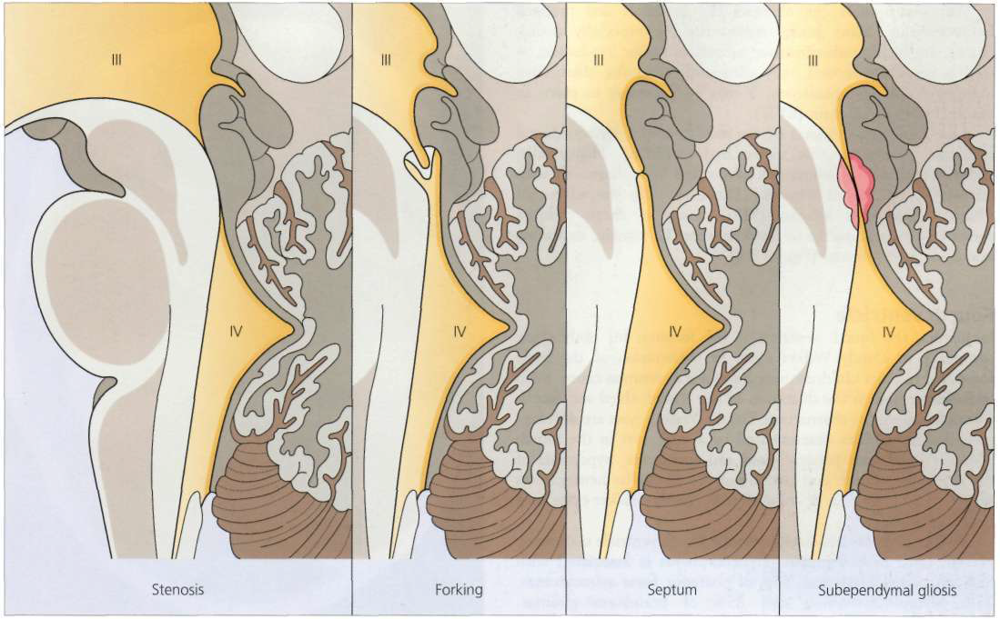 III
III
III
III
IV
IV
IV
IV
Stenosis
Forking
Septum
Subependymal gliosis